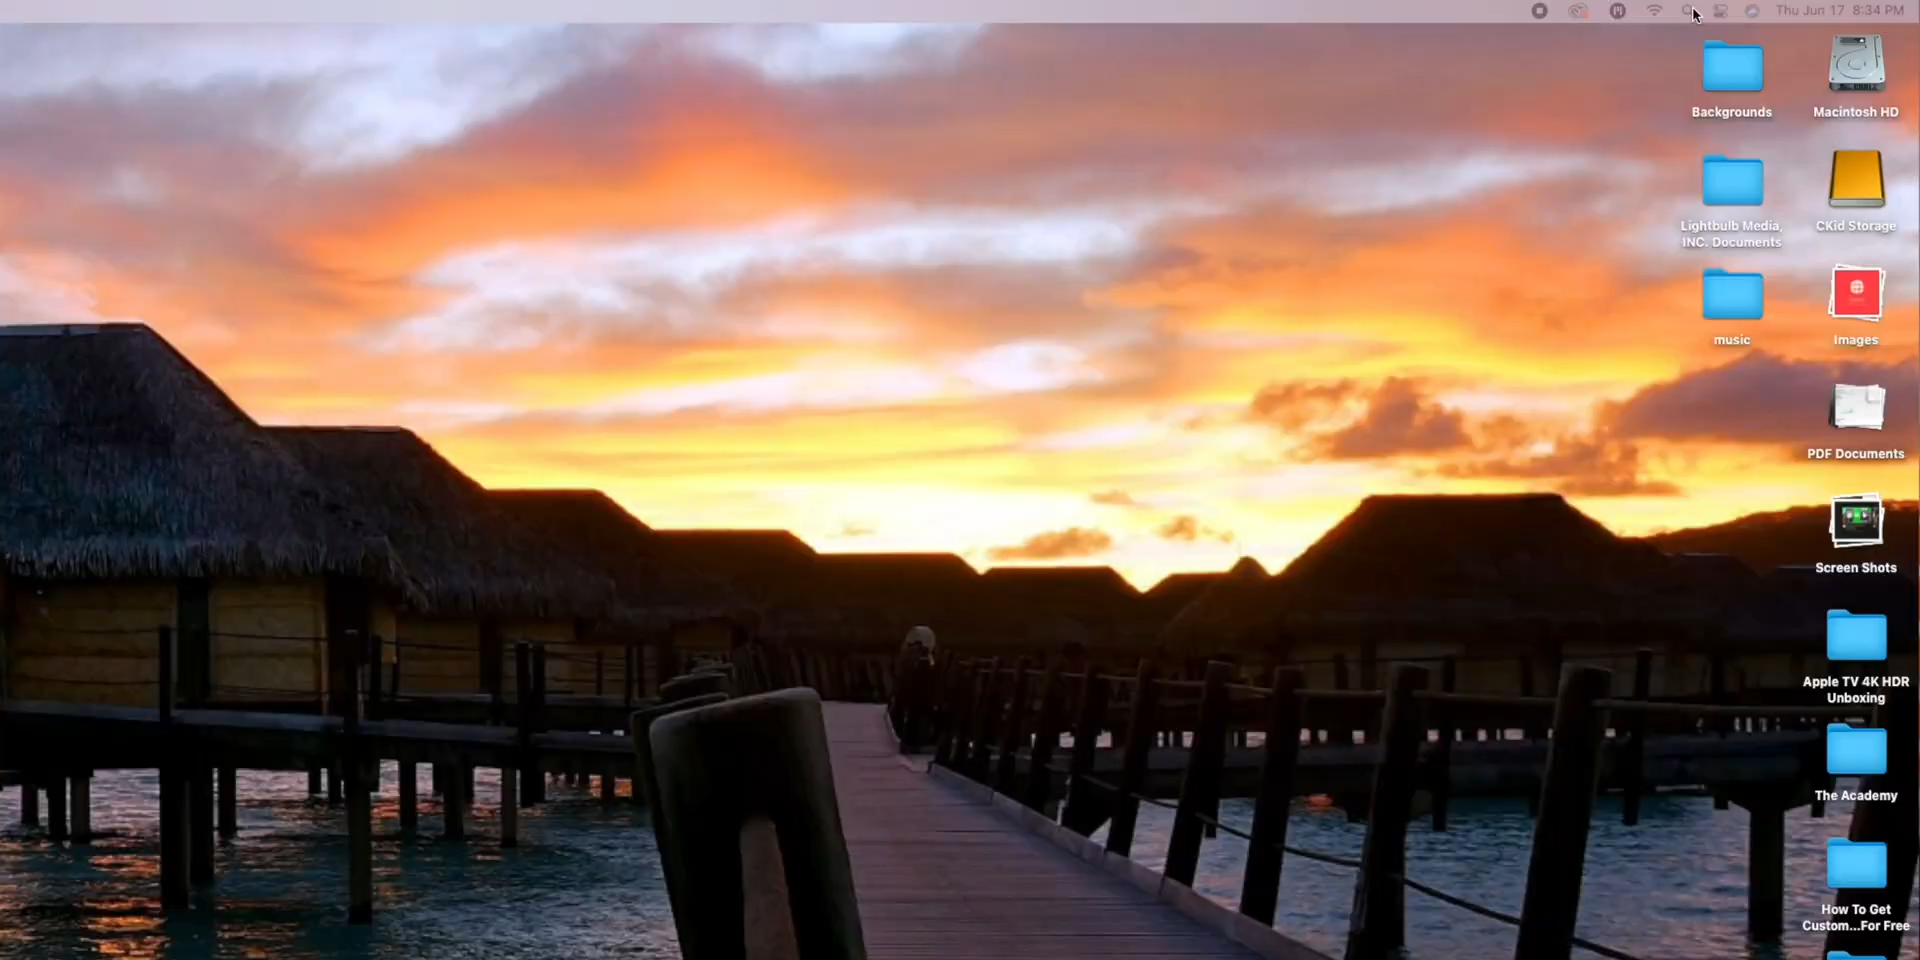 Thu Jun 17 8:34 PM
Backgrounds
Macintosh HD
Lightbulb Media,
INC. Documents
CKid Storage
music
Images
PDF Documents
Screen Shots
Apple TV 4K HDR
Unboxing
The Academy
How To Get
Custom...For Free